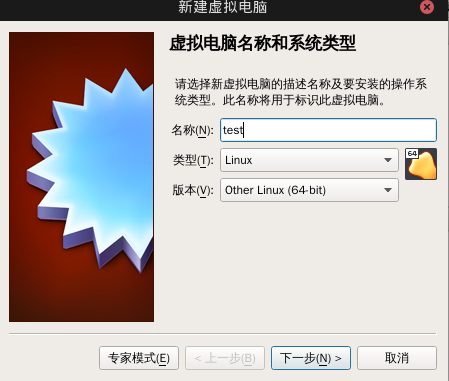 新建虚拟电脑
虚拟电脑名称和系统类型
请选择新虚拟电脑的描述名称及要安装的操作系
统类型。此名称将用于标识此虚拟电脑。
名称(N): test
类型(T): Linux
64
版本(V): Other Linux (64-bit)
专家模式(E) < 上一步(B) 下一步(N) > 取消